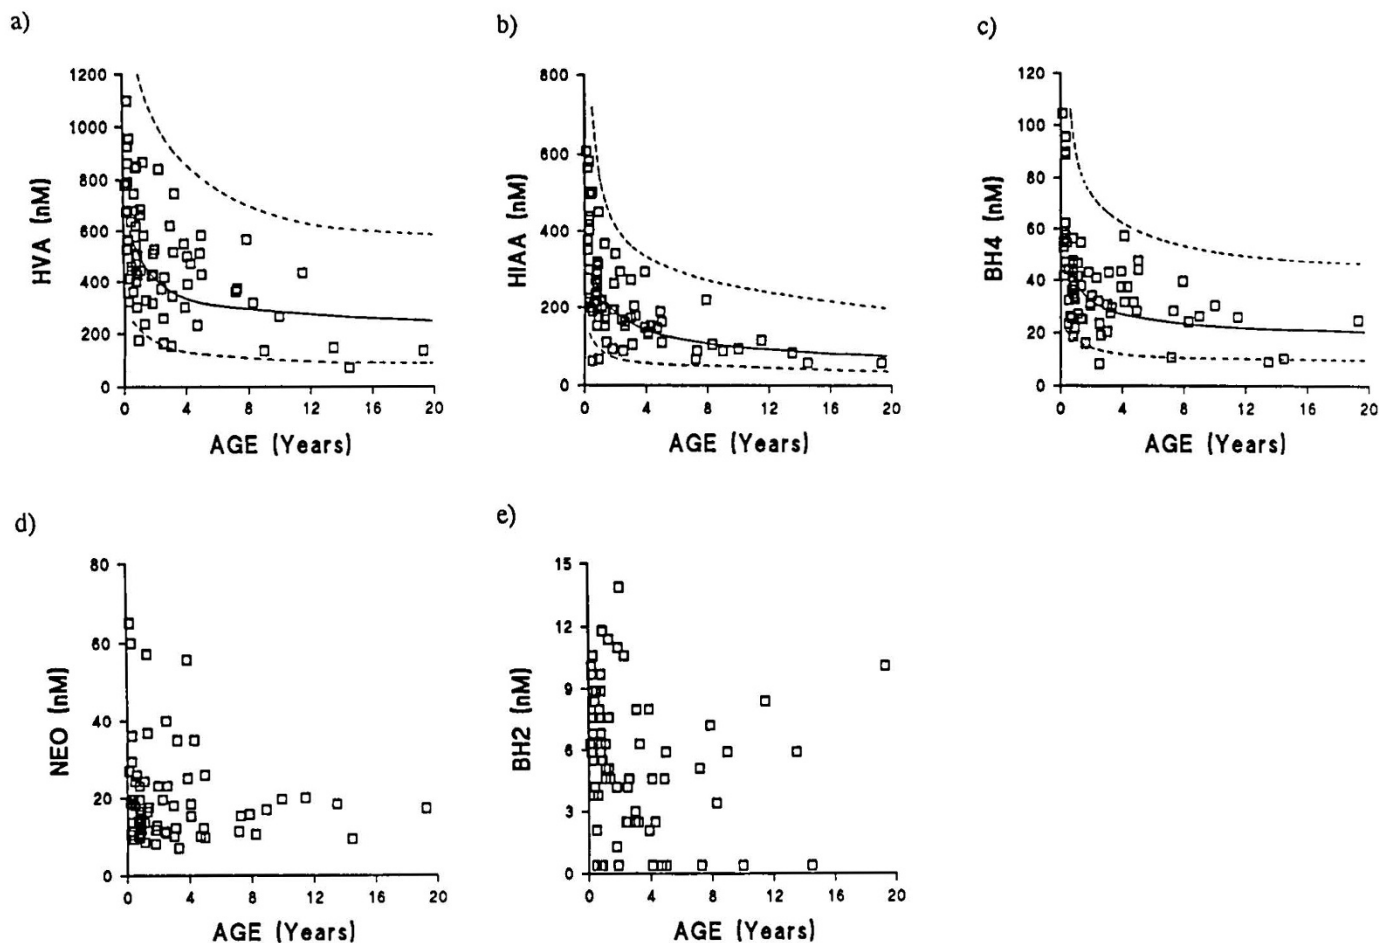 a)
HVA (nM)
1200
1000
800
600
400
200
0
0 4 8 12 16 20
AGE (Years)
b)
HIAA (nM)
800
600
400
200
0
0 4 8 12 16 20
AGE (Years)
c)
BH4 (nM)
120
100
80
60
40
20
0
0 4 8 12 16 20
AGE (Years)
d)
NEO (nM)
80
60
40
20
0
0 4 8 12 16 20
AGE (Years)
e)
BH2 (nM)
15
12
9
6
3
0
0 4 8 12 16 20
AGE (Years)